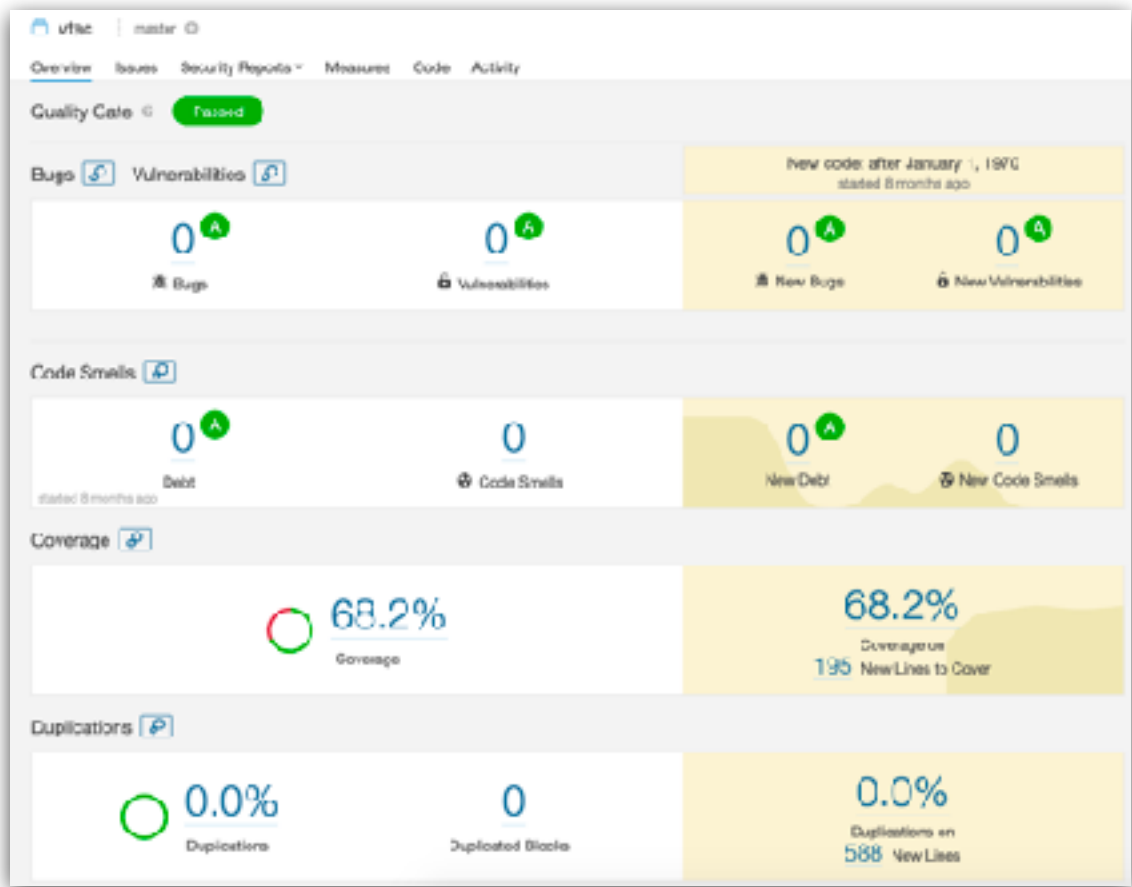 master
Overview Issues Security Reports Measures Code Activity
Quality Gate Passed
Bugs Vulnerabilities
New code: after January 1, 1970
started 8 months ago
0 A 0 A 0 A 0 A
Bugs Vulnerabilities New Bugs New Vulnerabilities
Code Smells
0 A 0 0 A 0
Debt Code Smells New Debt New Code Smells
started 8 months ago
Coverage
68.2% 68.2%
Coverage Coverage on
195 New Lines to Cover
Duplications
0.0% 0 0.0%
Duplications Duplicated Blocks Duplications on
588 New Lines